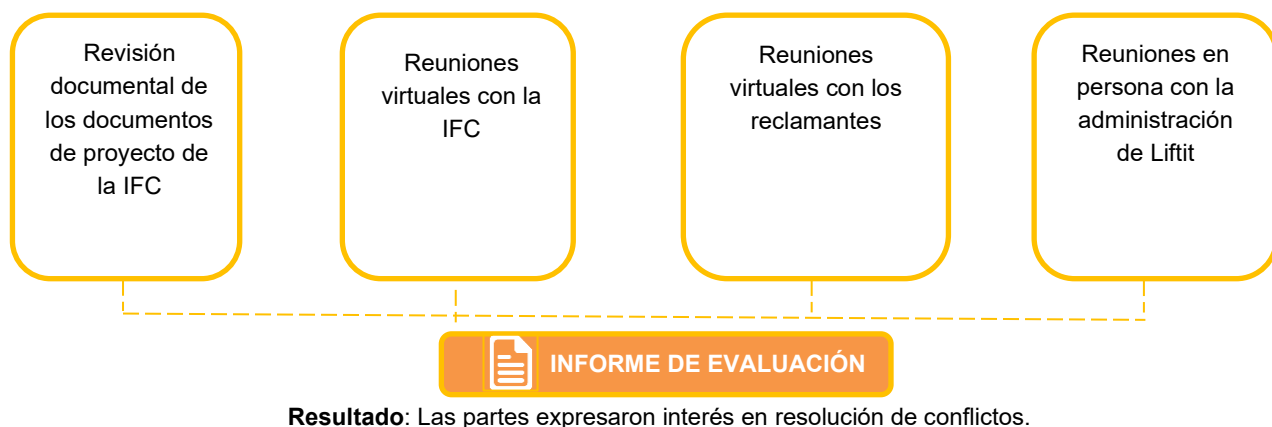 Revisión
documental de
los documentos
de proyecto de
la IFC
Reuniones
virtuales con la
IFC
Reuniones
virtuales con los
reclamantes
Reuniones en
persona con la
administración
de Liftit
INFORME DE EVALUACIÓN
Resultado: Las partes expresaron interés en resolución de conflictos.